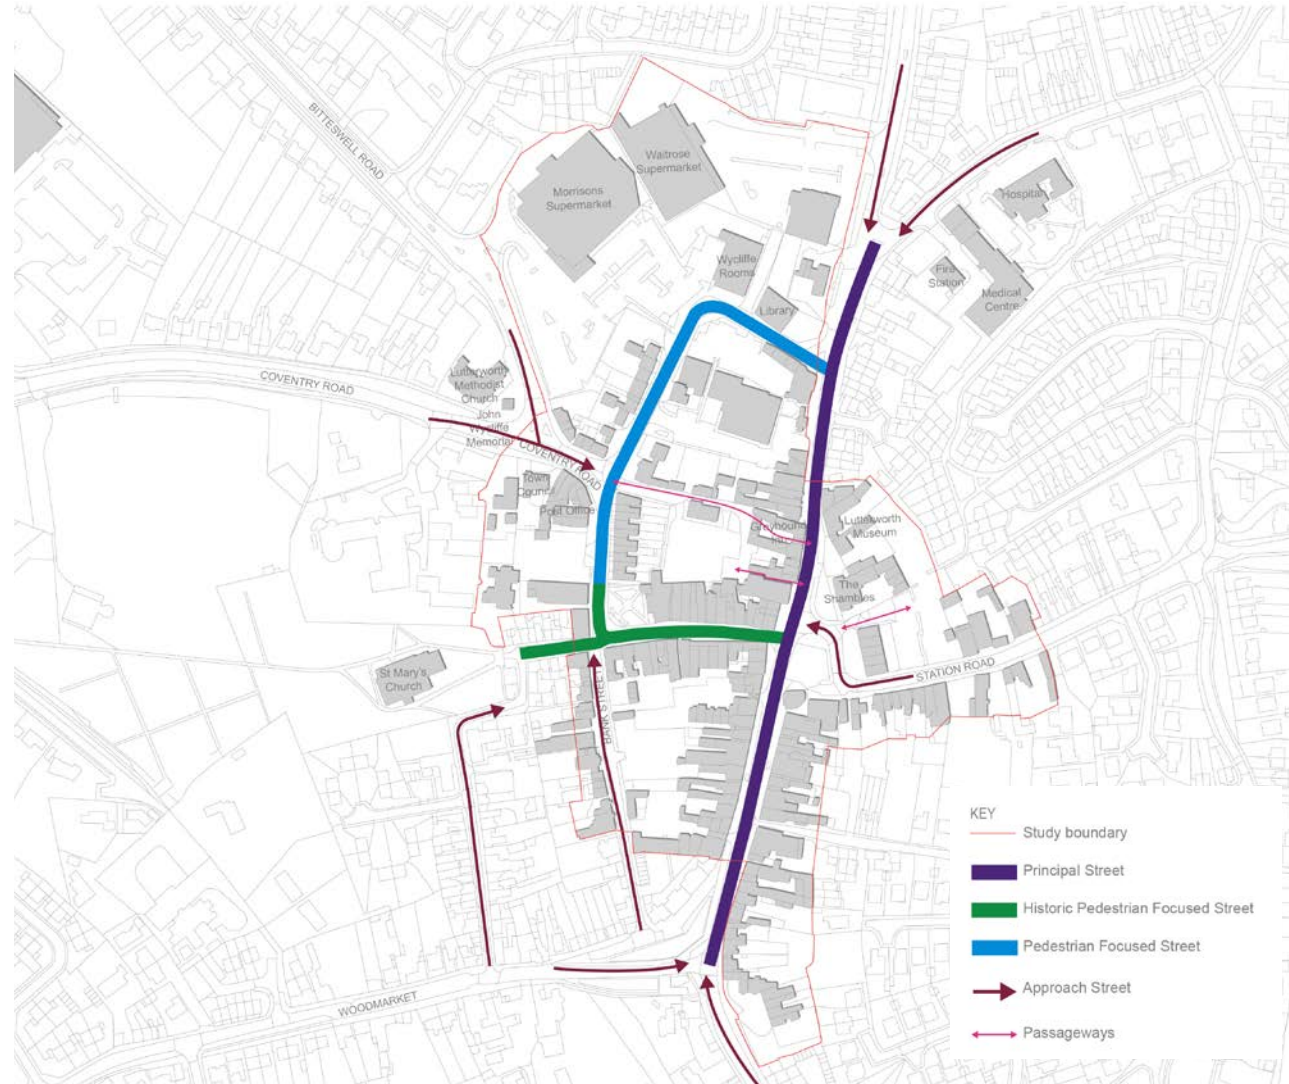 BITTESWELL ROAD
Waitrose
Supermarket
Morrisons
Supermarket
Hospital
Wycliffe
Rooms
Fire
Station
Medical
Centre
Library
COVENTRY ROAD
Lutterworth
Methodist
Church
John
Wycliffe
Memorial
COVENTRY ROAD
Town
Council
Post Office
Greyhound
Inn
Lutterworth
Museum
The
Shambles
STATION ROAD
St Mary's
Church
BANK STREET
WOODMARKET
KEY
Study boundary
Principal Street
Historic Pedestrian Focused Street
Pedestrian Focused Street
Approach Street
Passageways